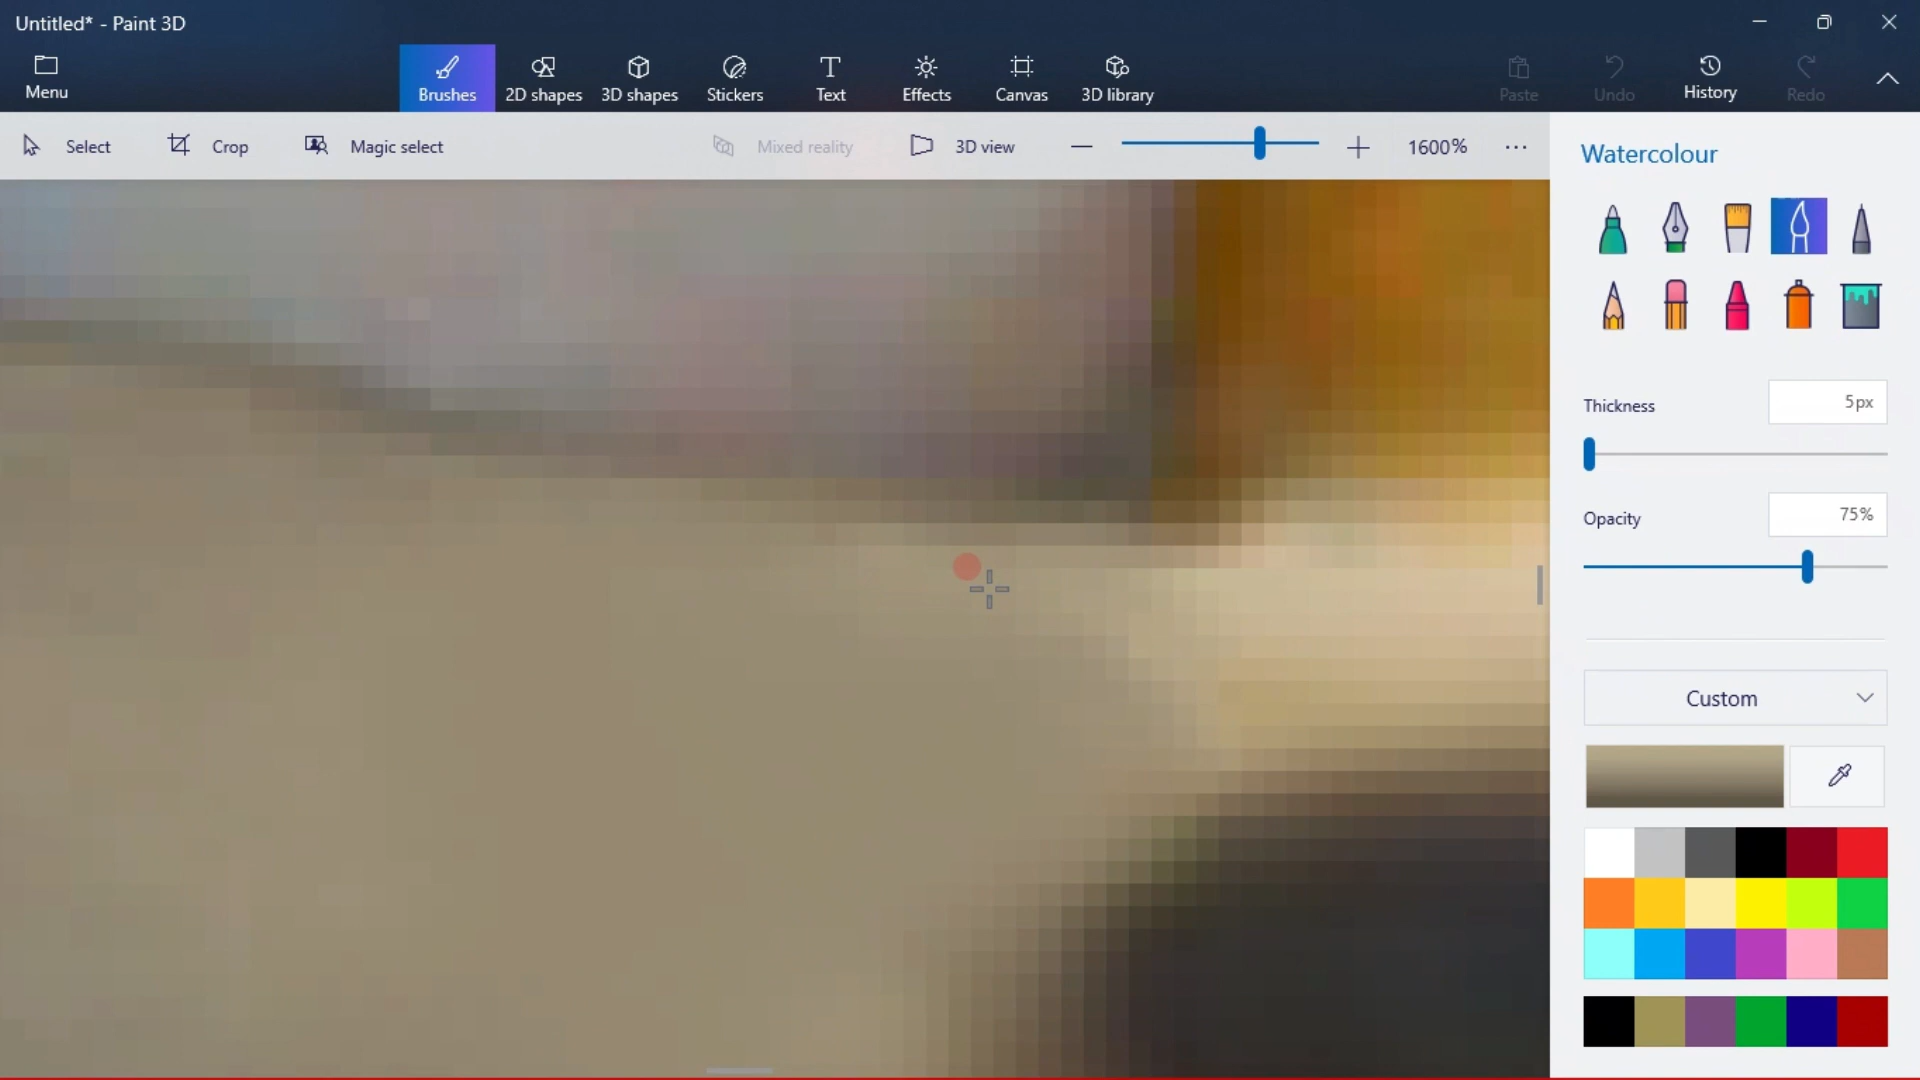 Untitled* - Paint 3D
Menu
Brushes
2D shapes
3D shapes
Stickers
Text
Effects
Canvas
3D library
Paste
Undo
History
Redo
Select
Crop
Magic select
Mixed reality
3D view
1600%
Watercolour
Thickness
5px
Opacity
75%
Custom